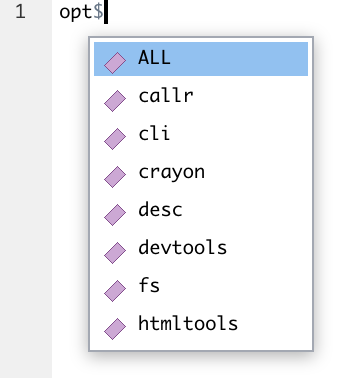 1 opt$
ALL
callr
cli
crayon
desc
devtools
fs
htmltools